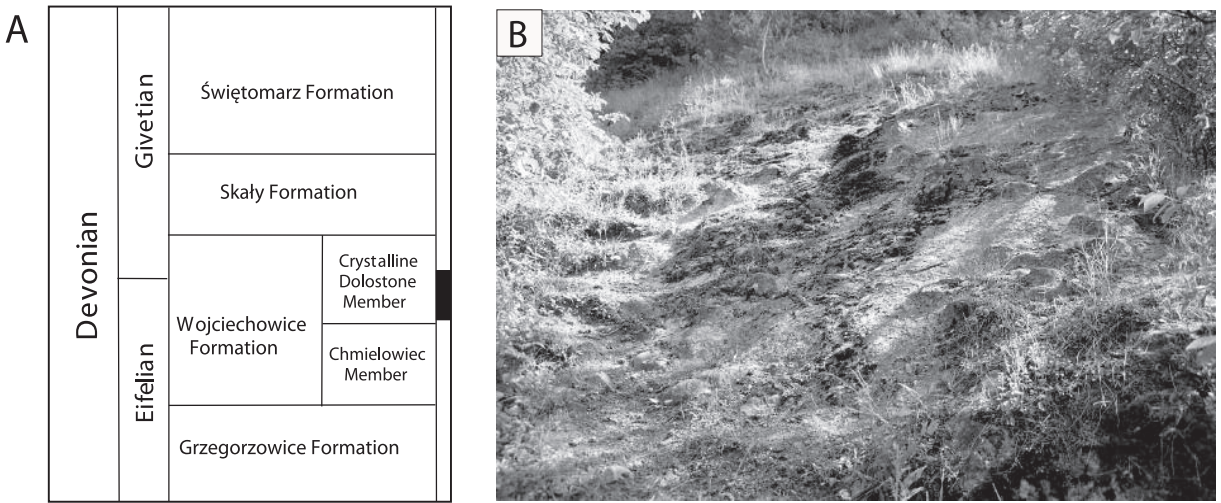 A
Devonian
Givetian
Eifelian
Świętomarz Formation
Skały Formation
Wojciechowice
Formation
Crystalline
Dolostone
Member
Chmielowiec
Member
Grzegorzowice Formation
B